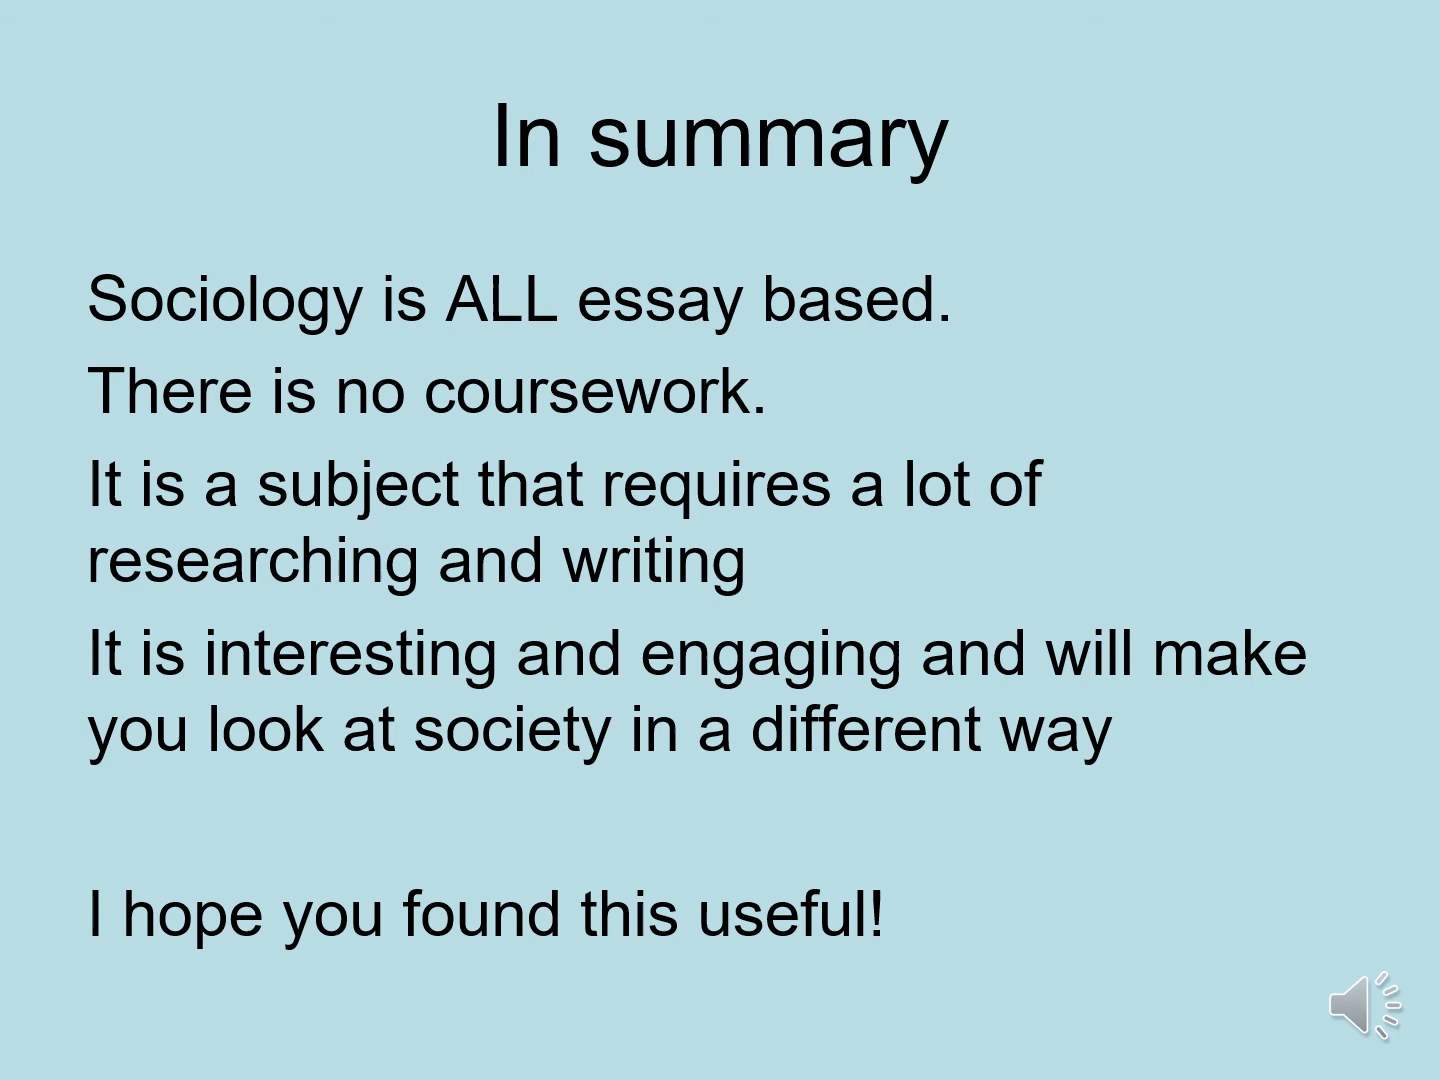 In summary
Sociology is ALL essay based.
There is no coursework.
It is a subject that requires a lot of
researching and writing
It is interesting and engaging and will make
you look at society in a different way
I hope you found this useful!